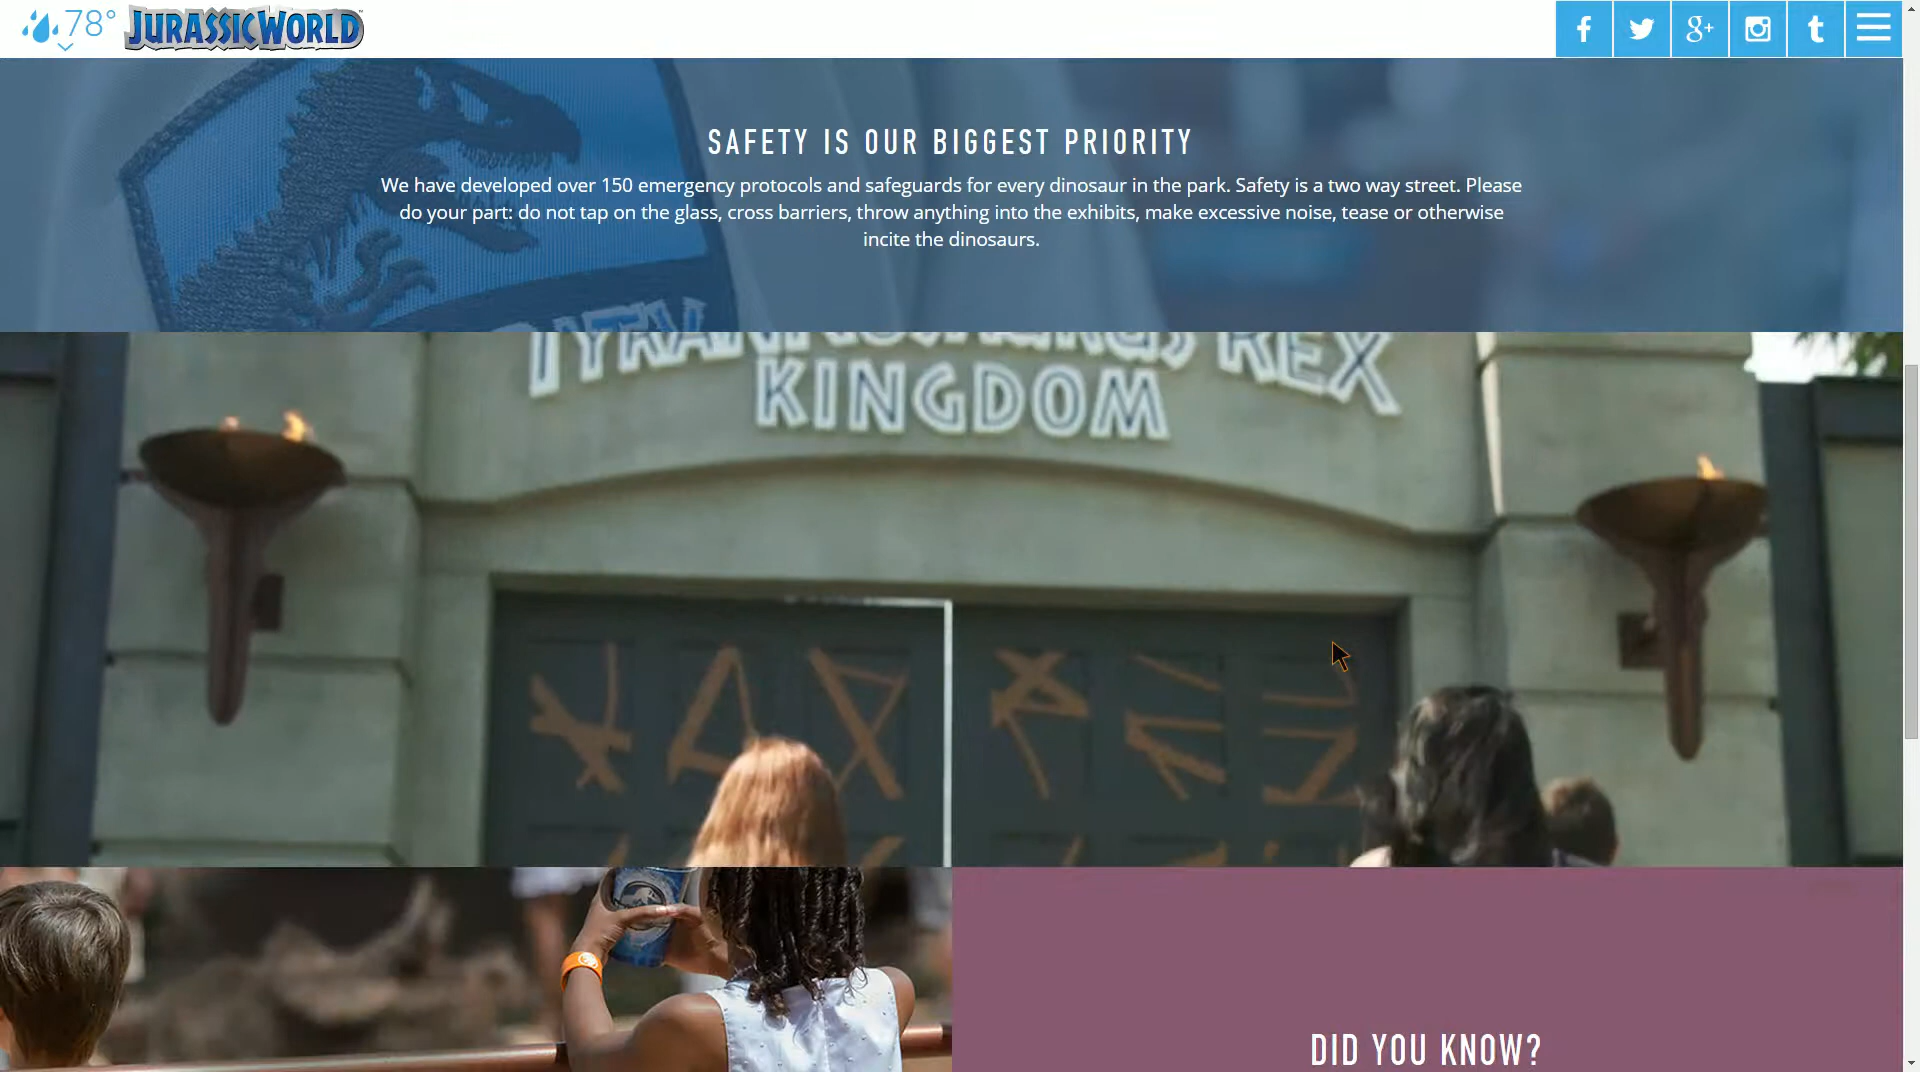 78°
JURASSIC WORLD
SAFETY IS OUR BIGGEST PRIORITY
We have developed over 150 emergency protocols and safeguards for every dinosaur in the park. Safety is a two way street. Please
do your part: do not tap on the glass, cross barriers, throw anything into the exhibits, make excessive noise, tease or otherwise
incite the dinosaurs.
TYRANNOSAURUS REX
KINGDOM
DID YOU KNOW?